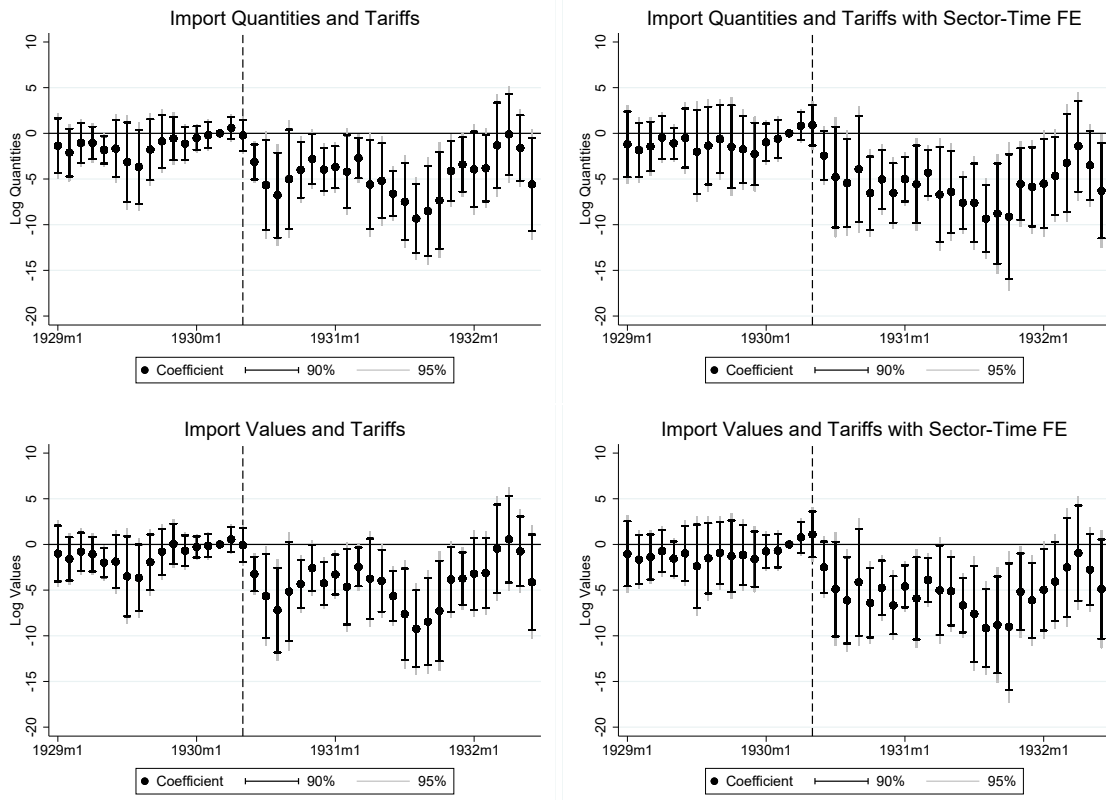 Import Quantities and Tariffs
Log Quantities
10
5
0
-5
-10
-15
-20
1929m1 1930m1 1931m1 1932m1
Coefficient 90% 95%
Import Quantities and Tariffs with Sector-Time FE
Log Quantities
10
5
0
-5
-10
-15
-20
1929m1 1930m1 1931m1 1932m1
Coefficient 90% 95%
Import Values and Tariffs
Log Values
10
5
0
-5
-10
-15
-20
1929m1 1930m1 1931m1 1932m1
Coefficient 90% 95%
Import Values and Tariffs with Sector-Time FE
Log Values
10
5
0
-5
-10
-15
-20
1929m1 1930m1 1931m1 1932m1
Coefficient 90% 95%